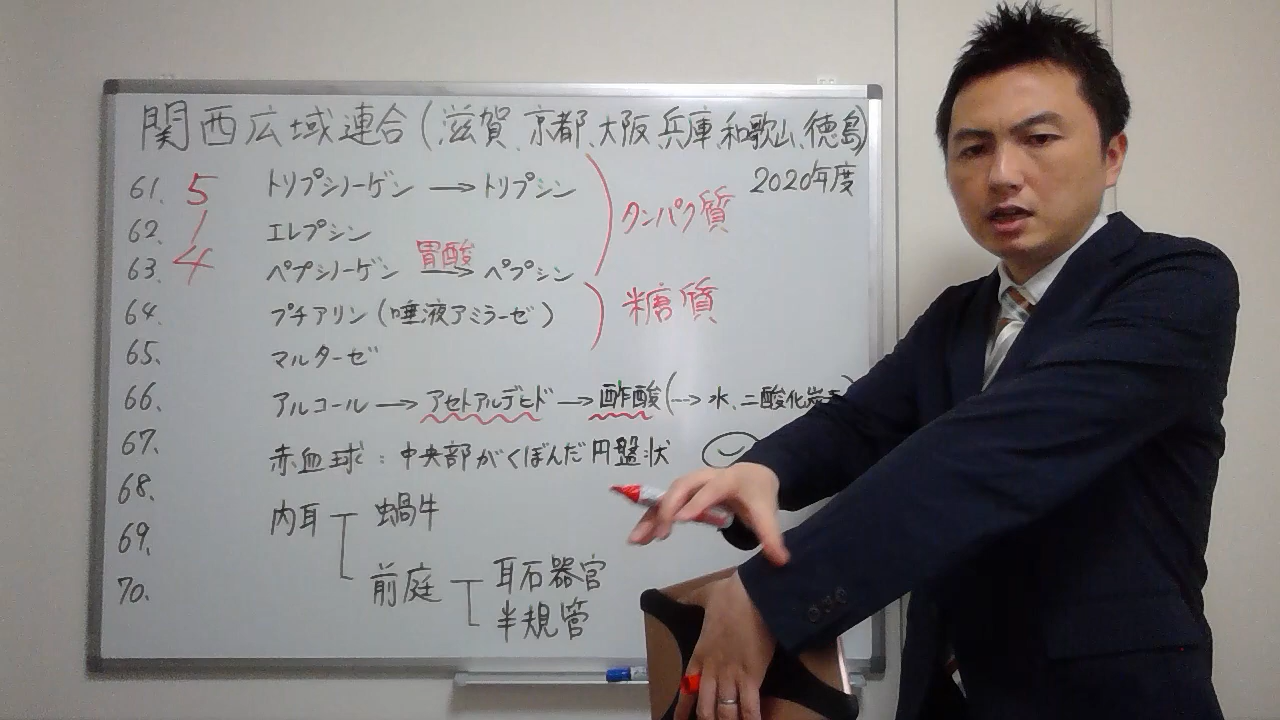 関西広域連合(滋賀、京都、大阪、兵庫、和歌山、徳島)
2020年度
61. 5 トリプシノーゲン → トリプシン
62. 1 エレプシン
タンパク質
63. 4 ペプシノーゲン 胃酸 → ペプシン
64. プチアリン(唾液アミラーゼ)
糖質
65. マルターゼ
66. アルコール → アセトアルデヒド → 酢酸(--→ 水、二酸化炭素)
67. 赤血球:中央部がくぼんだ円盤状
68. 内耳 蝸牛
69.
70. 前庭 耳石器官
半規管